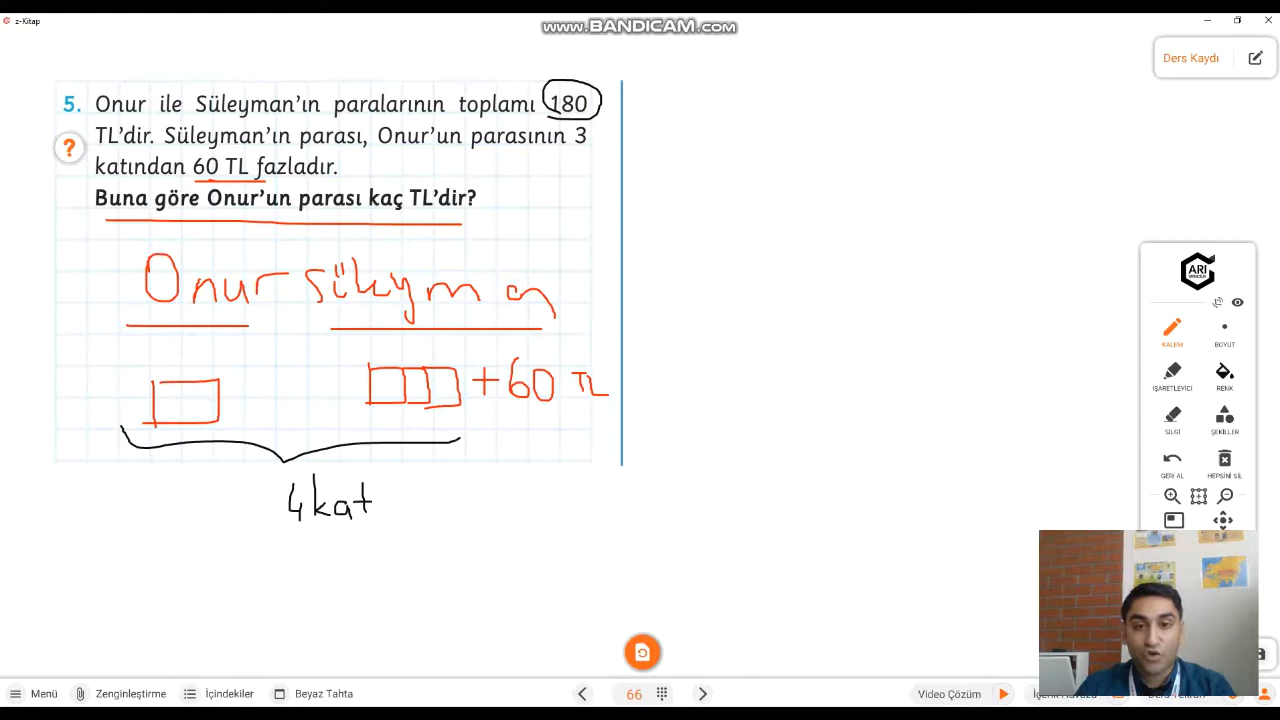 z-Kitap
www.BANDICAM.com
Ders Kaydı
5. Onur ile Süleyman'ın paralarının toplamı 180
TL'dir. Süleyman'ın parası, Onur'un parasının 3
? katından 60 TL fazladır.
Buna göre Onur'un parası kaç TL'dir?
Onur süleyman
+60 TL
4 kat
ARI
KALEM
BOYUT
İŞARETLEYİCİ
RENK
SİLGİ
ŞEKİLLER
GERİ AL
HEPSİNİ SİL
Menü
Zenginleştirme
İçindekiler
Beyaz Tahta
66
Video Çözüm